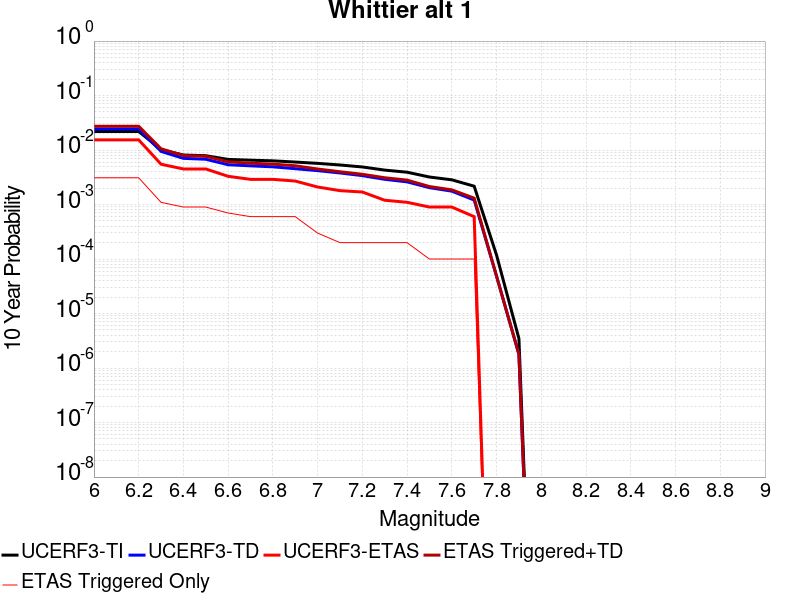 Whittier alt 1
10^0
10^-1
10^-2
10^-3
10^-4
10^-5
10^-6
10^-7
10^-8
10 Year Probability
6 6.2 6.4 6.6 6.8 7 7.2 7.4 7.6 7.8 8 8.2 8.4 8.6 8.8 9
Magnitude
UCERF3-TI UCERF3-TD UCERF3-ETAS ETAS Triggered+TD
ETAS Triggered Only